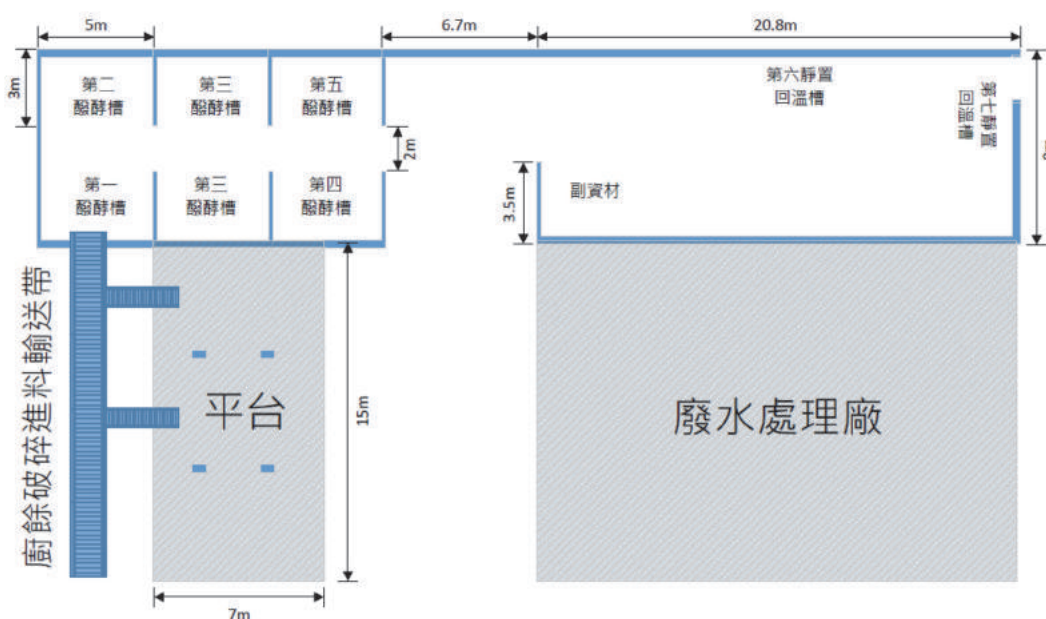 5m
6.7m
20.8m
3m
第二
醱酵槽
第三
醱酵槽
第五
醱酵槽
第六靜置
回溫槽
第七靜置
回溫槽
2m
第一
醱酵槽
第三
醱酵槽
第四
醱酵槽
3.5m
副資材
廚餘破碎進料輸送帶
平台
15m
廢水處理廠
7m